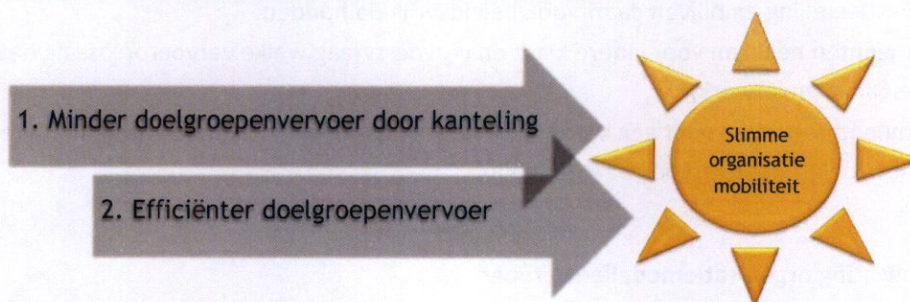 1. Minder doelgroepenvervoer door kanteling
2. Efficiënter doelgroepenvervoer
Slimme
organisatie
mobiliteit